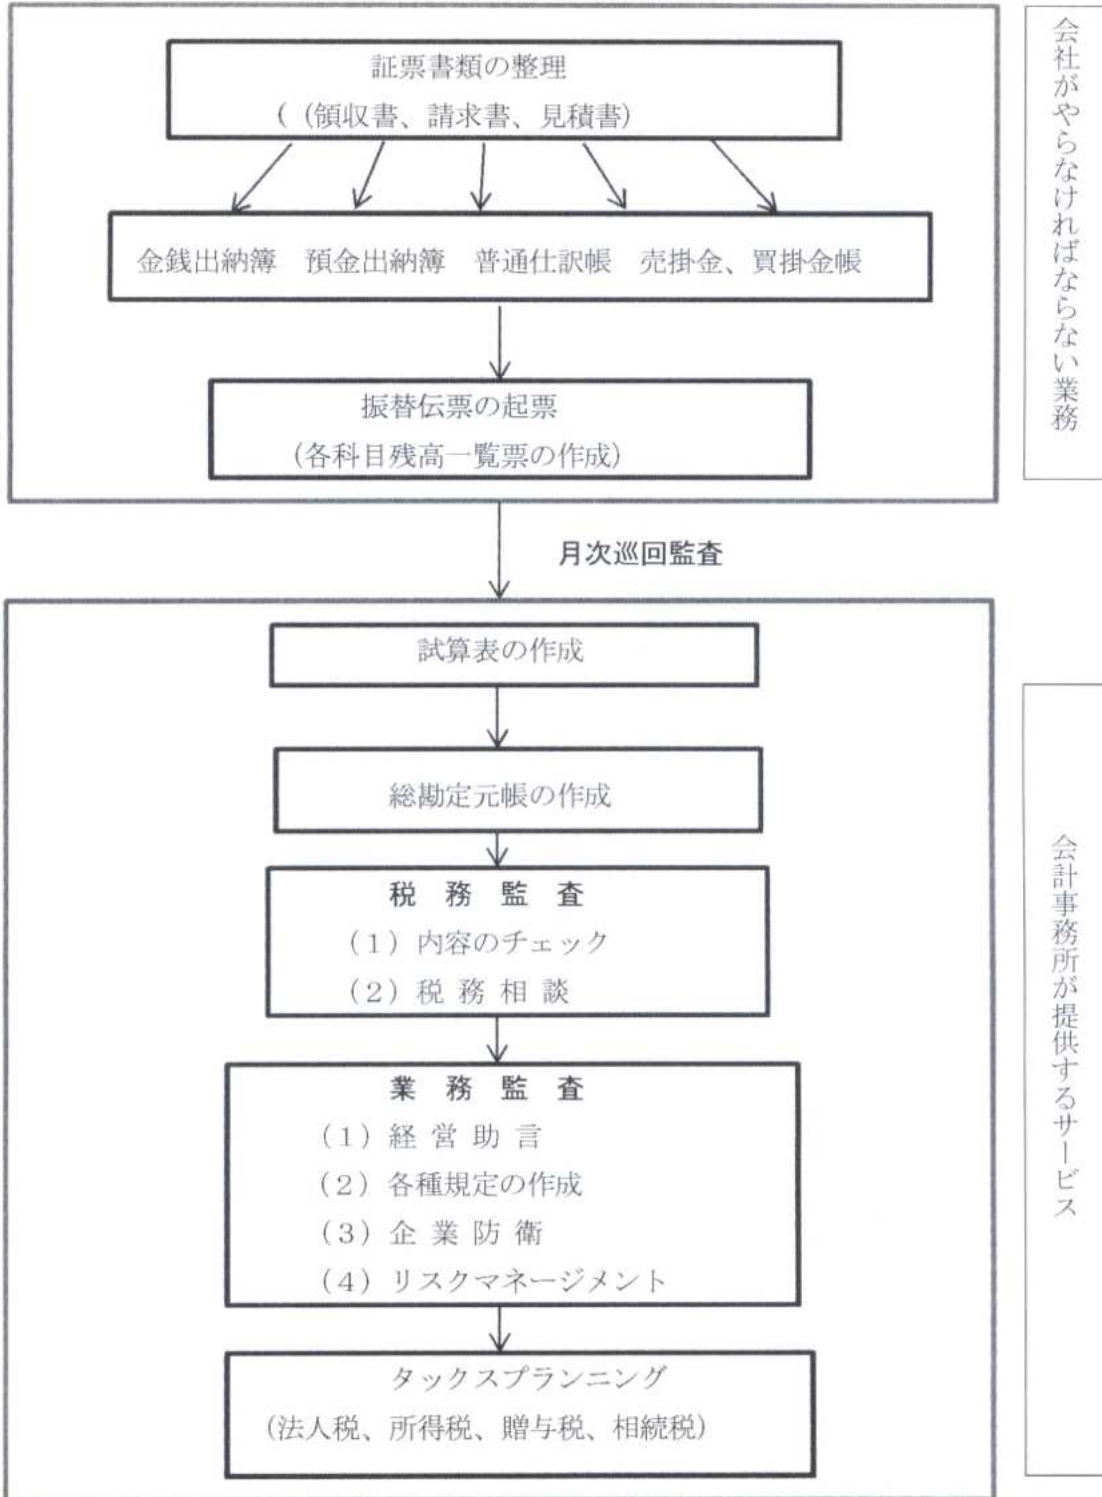 証票書類の整理
( (領収書、請求書、見積書)
金銭出納簿 預金出納簿 普通仕訳帳 売掛金、買掛金帳
振替伝票の起票
(各科目残高一覧票の作成)
会社がやらなければならない業務
月次巡回監査
試算表の作成
総勘定元帳の作成
税務監査
(1)内容のチェック
(2)税務相談
業務監査
(1)経営助言
(2)各種規定の作成
(3)企業防衛
(4)リスクマネージメント
タックスプランニング
(法人税、所得税、贈与税、相続税)
会計事務所が提供するサービス